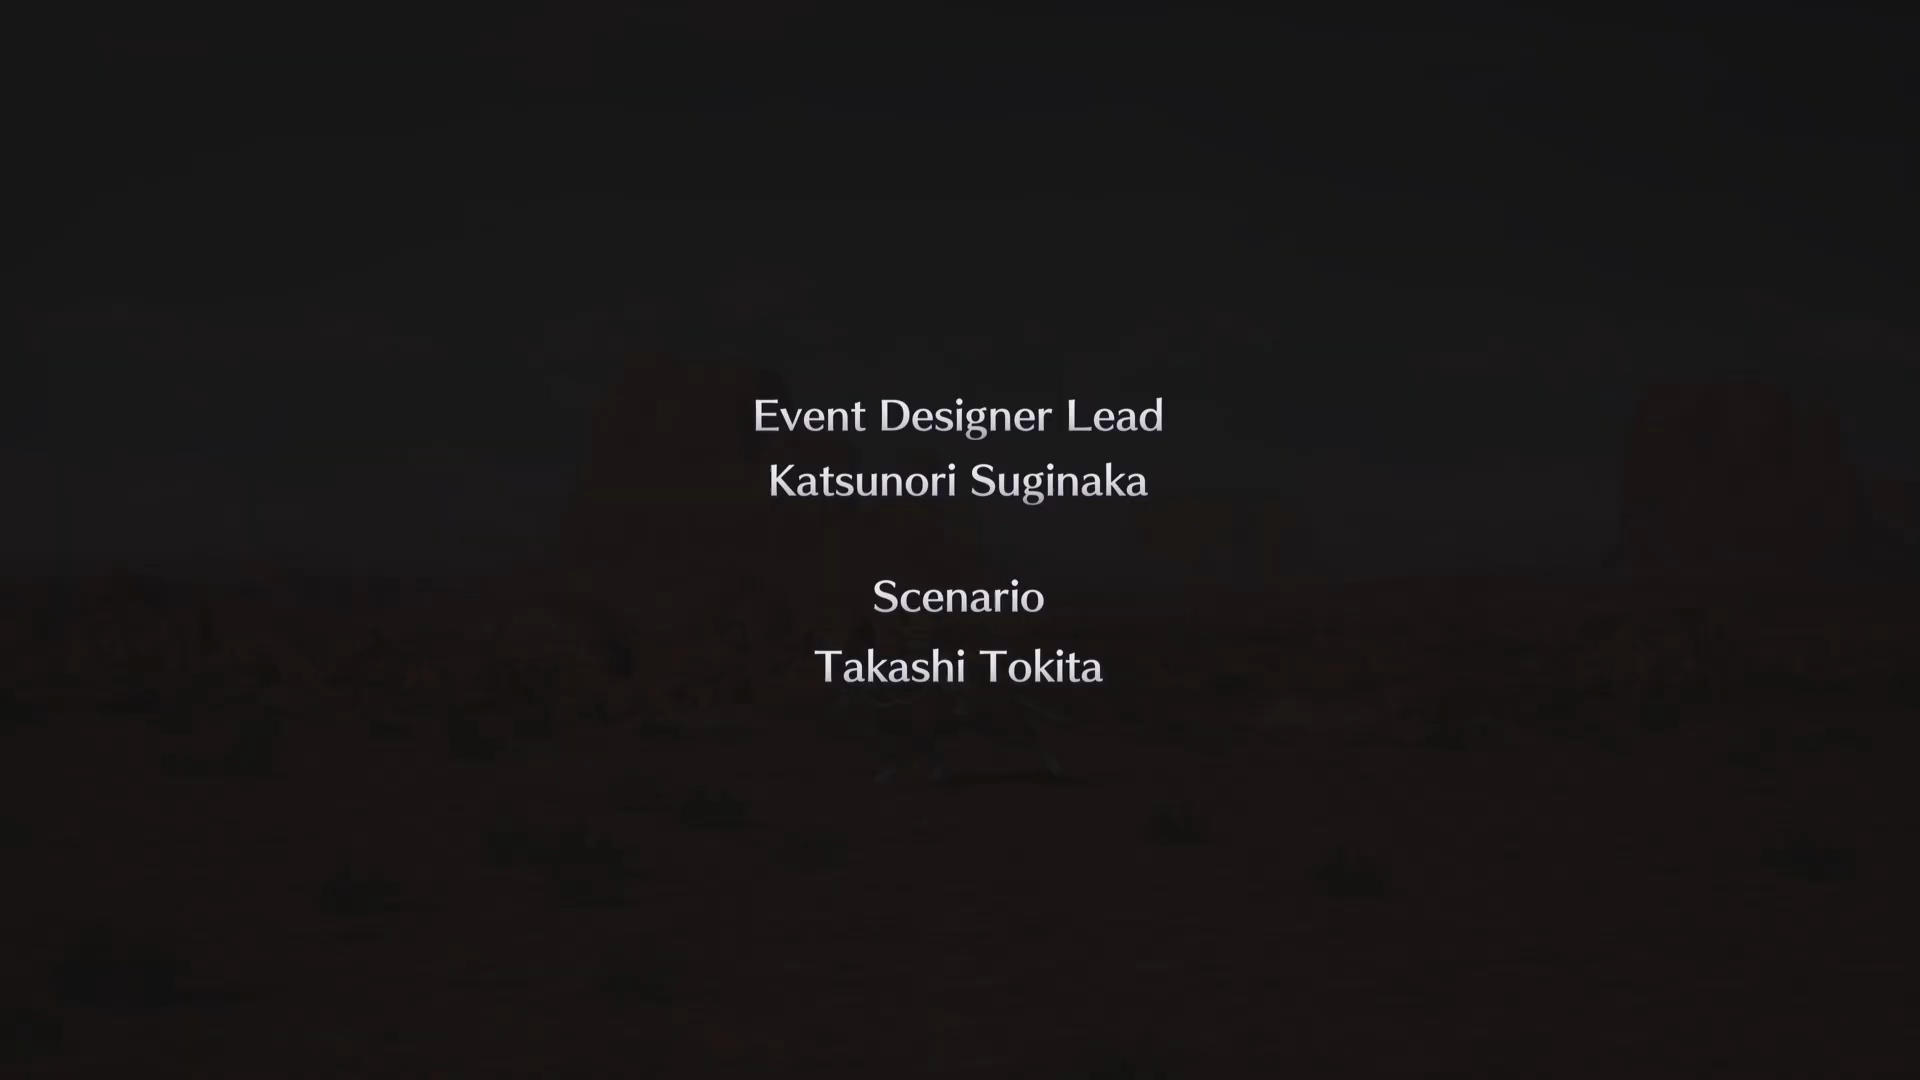 Event Designer Lead
Katsunori Suginaka
Scenario
Takashi Tokita